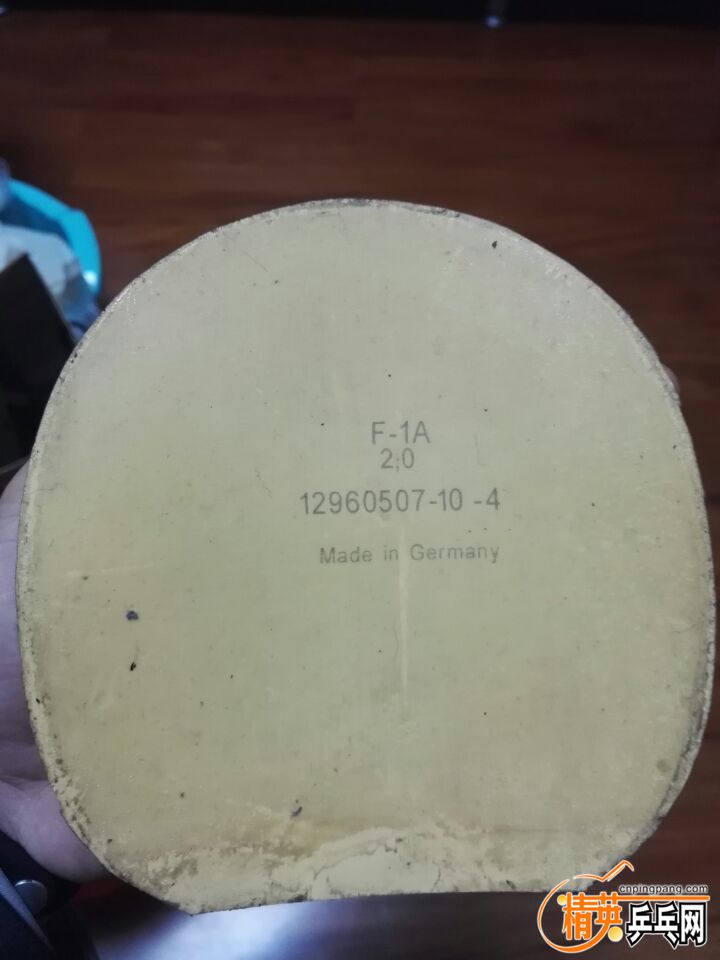 F-1A
2,0
12960507-10 -4
Made in Germany
cnpingpang.com
精英乒乓网